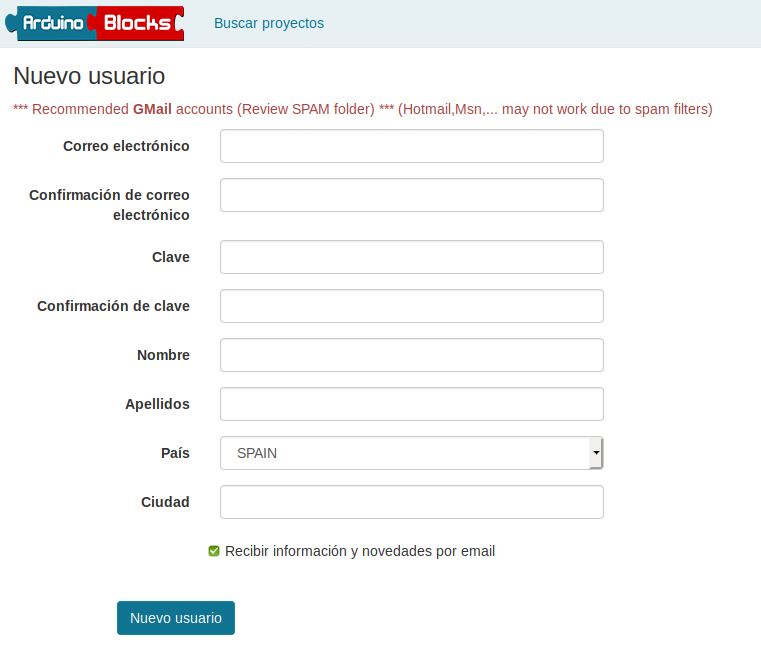 Arduino Blocks Buscar proyectos
Nuevo usuario
*** Recommended GMail accounts (Review SPAM folder) *** (Hotmail,Msn,... may not work due to spam filters)
Correo electrónico
Confirmación de correo
electrónico
Clave
Confirmación de clave
Nombre
Apellidos
País SPAIN
Ciudad
Recibir información y novedades por email
Nuevo usuario